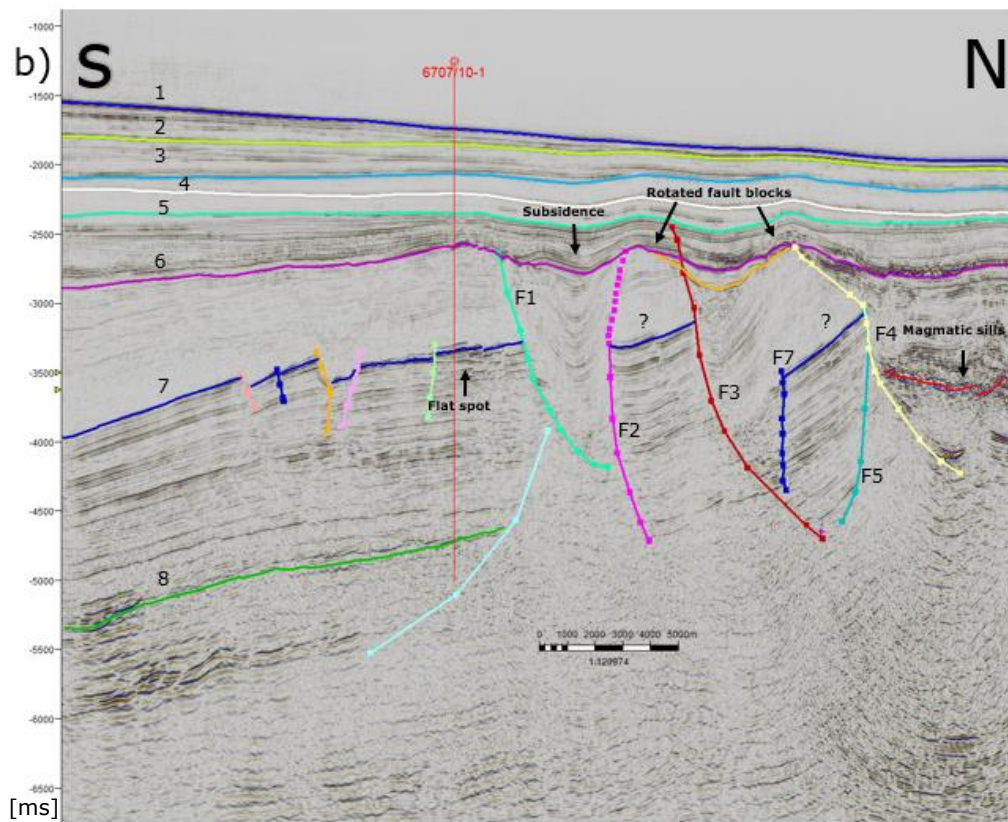 b) S N
-1000
6707/10-1
-1500
1
2
-2000
3
4
Rotated fault blocks
5
Subsidence
-2500
6
-3000
F1
?
?
F4
Magmatic sills
-3500
7
Flat spot
F7
F3
-4000
F2
F5
-4500
8
-5000
0 1000 2000 3000 4000 5000m
1:120974
-5500
-6000
-6500
[ms]